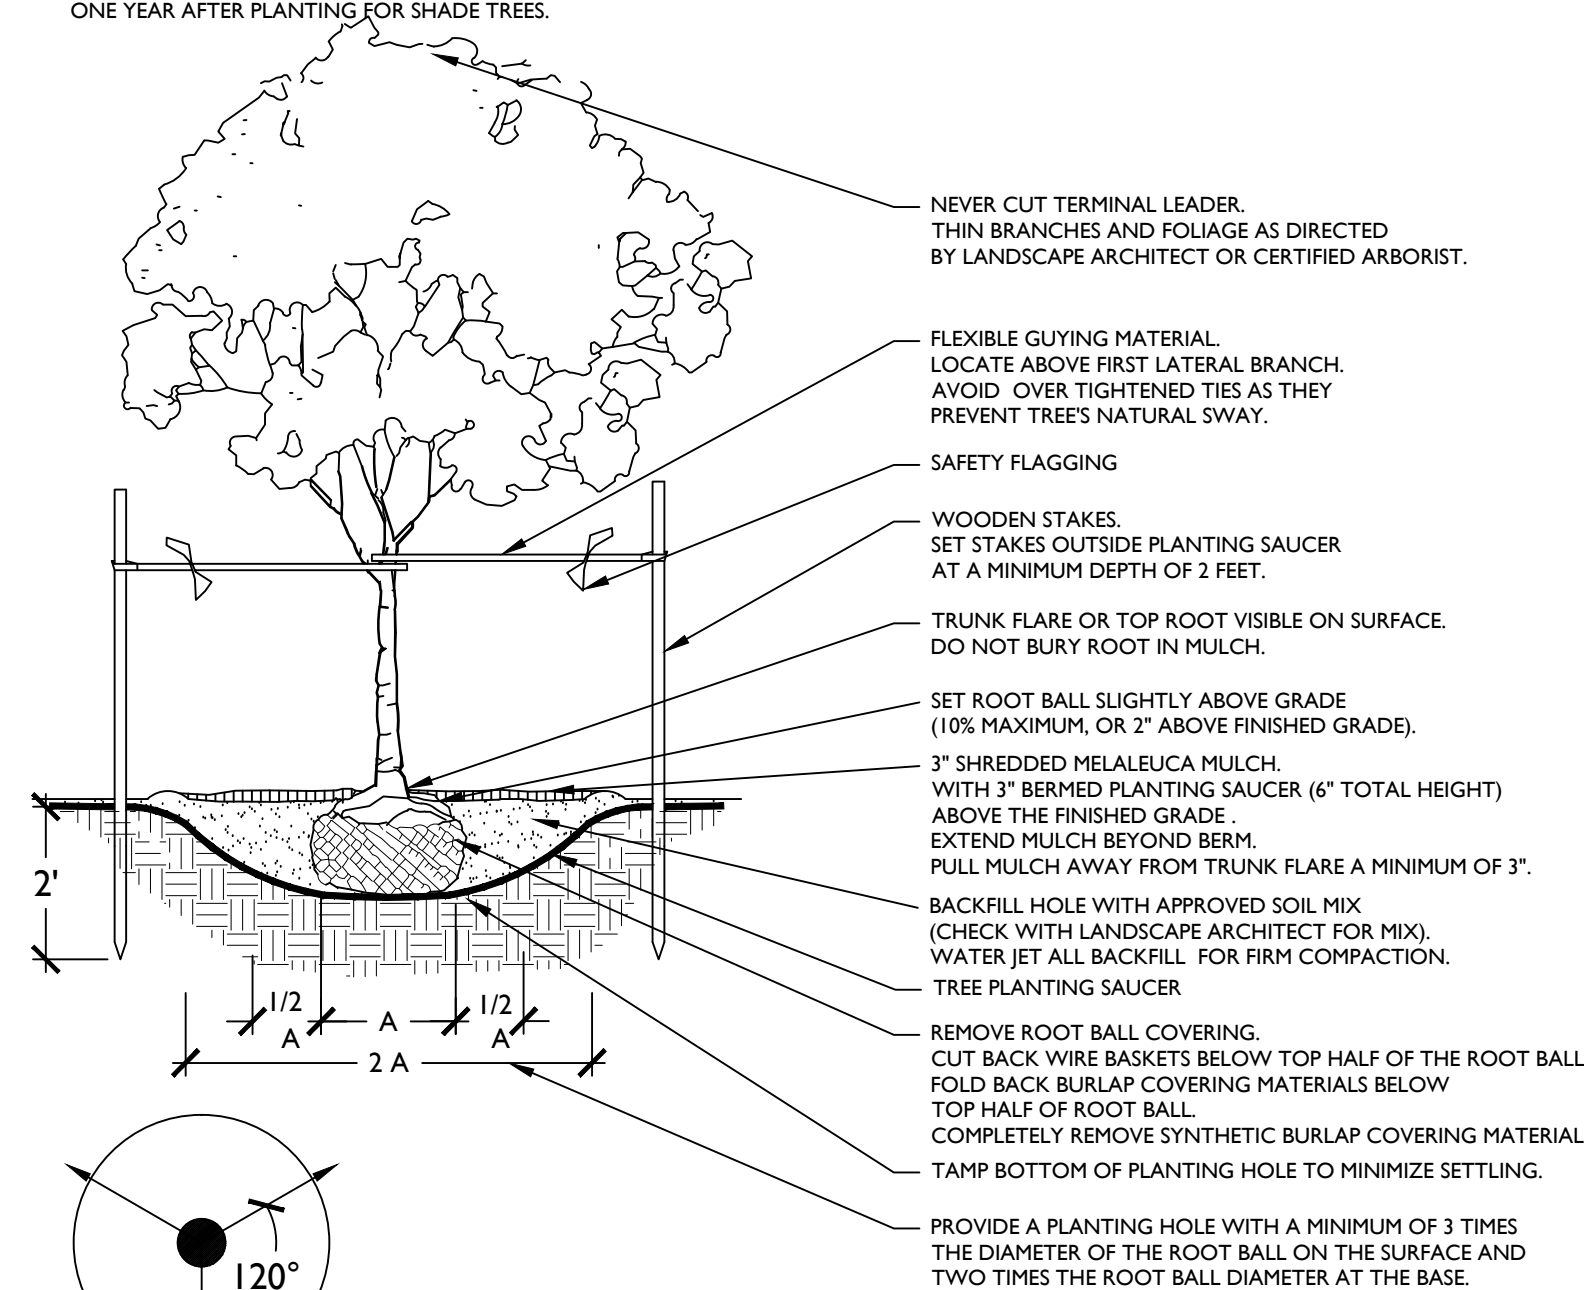 ONE YEAR AFTER PLANTING FOR SHADE TREES.
NEVER CUT TERMINAL LEADER.
THIN BRANCHES AND FOLIAGE AS DIRECTED
BY LANDSCAPE ARCHITECT OR CERTIFIED ARBORIST.
FLEXIBLE GUYING MATERIAL.
LOCATE ABOVE FIRST LATERAL BRANCH.
AVOID OVER TIGHTENED TIES AS THEY
PREVENT TREE'S NATURAL SWAY.
SAFETY FLAGGING
WOODEN STAKES.
SET STAKES OUTSIDE PLANTING SAUCER
AT A MINIMUM DEPTH OF 2 FEET.
TRUNK FLARE OR TOP ROOT VISIBLE ON SURFACE.
DO NOT BURY ROOT IN MULCH.
SET ROOT BALL SLIGHTLY ABOVE GRADE
(10% MAXIMUM, OR 2" ABOVE FINISHED GRADE).
3" SHREDDED MELALEUCA MULCH.
WITH 3" BERMED PLANTING SAUCER (6" TOTAL HEIGHT)
ABOVE THE FINISHED GRADE .
EXTEND MULCH BEYOND BERM.
PULL MULCH AWAY FROM TRUNK FLARE A MINIMUM OF 3".
BACKFILL HOLE WITH APPROVED SOIL MIX
(CHECK WITH LANDSCAPE ARCHITECT FOR MIX).
WATER JET ALL BACKFILL FOR FIRM COMPACTION.
TREE PLANTING SAUCER
REMOVE ROOT BALL COVERING.
CUT BACK WIRE BASKETS BELOW TOP HALF OF THE ROOT BALL
FOLD BACK BURLAP COVERING MATERIALS BELOW
TOP HALF OF ROOT BALL.
COMPLETELY REMOVE SYNTHETIC BURLAP COVERING MATERIAL
TAMP BOTTOM OF PLANTING HOLE TO MINIMIZE SETTLING.
PROVIDE A PLANTING HOLE WITH A MINIMUM OF 3 TIMES
THE DIAMETER OF THE ROOT BALL ON THE SURFACE AND
TWO TIMES THE ROOT BALL DIAMETER AT THE BASE.
2'
1/2
A
A
1/2
A
2 A
120°